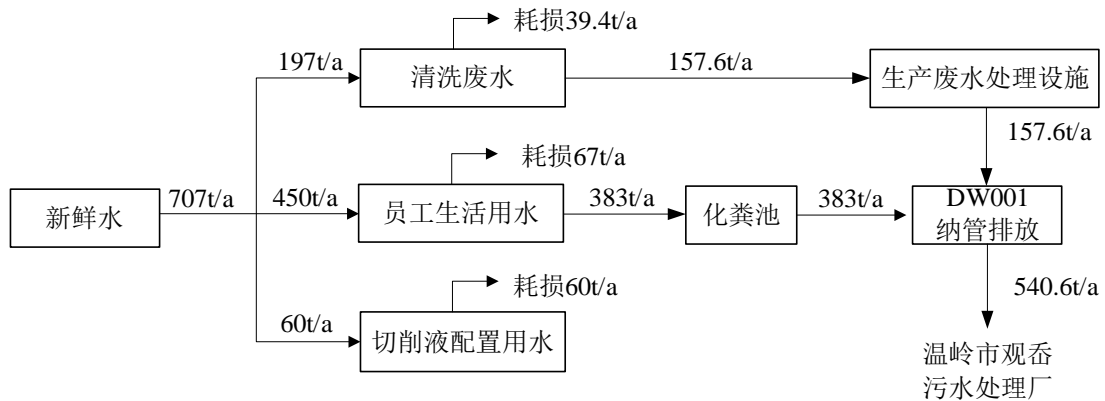 耗损39.4t/a
197t/a
清洗废水
157.6t/a
生产废水处理设施
157.6t/a
耗损67t/a
新鲜水
707t/a
450t/a
员工生活用水
383t/a
化粪池
383t/a
DW001
纳管排放
耗损60t/a
540.6t/a
60t/a
切削液配置用水
温岭市观岙
污水处理厂